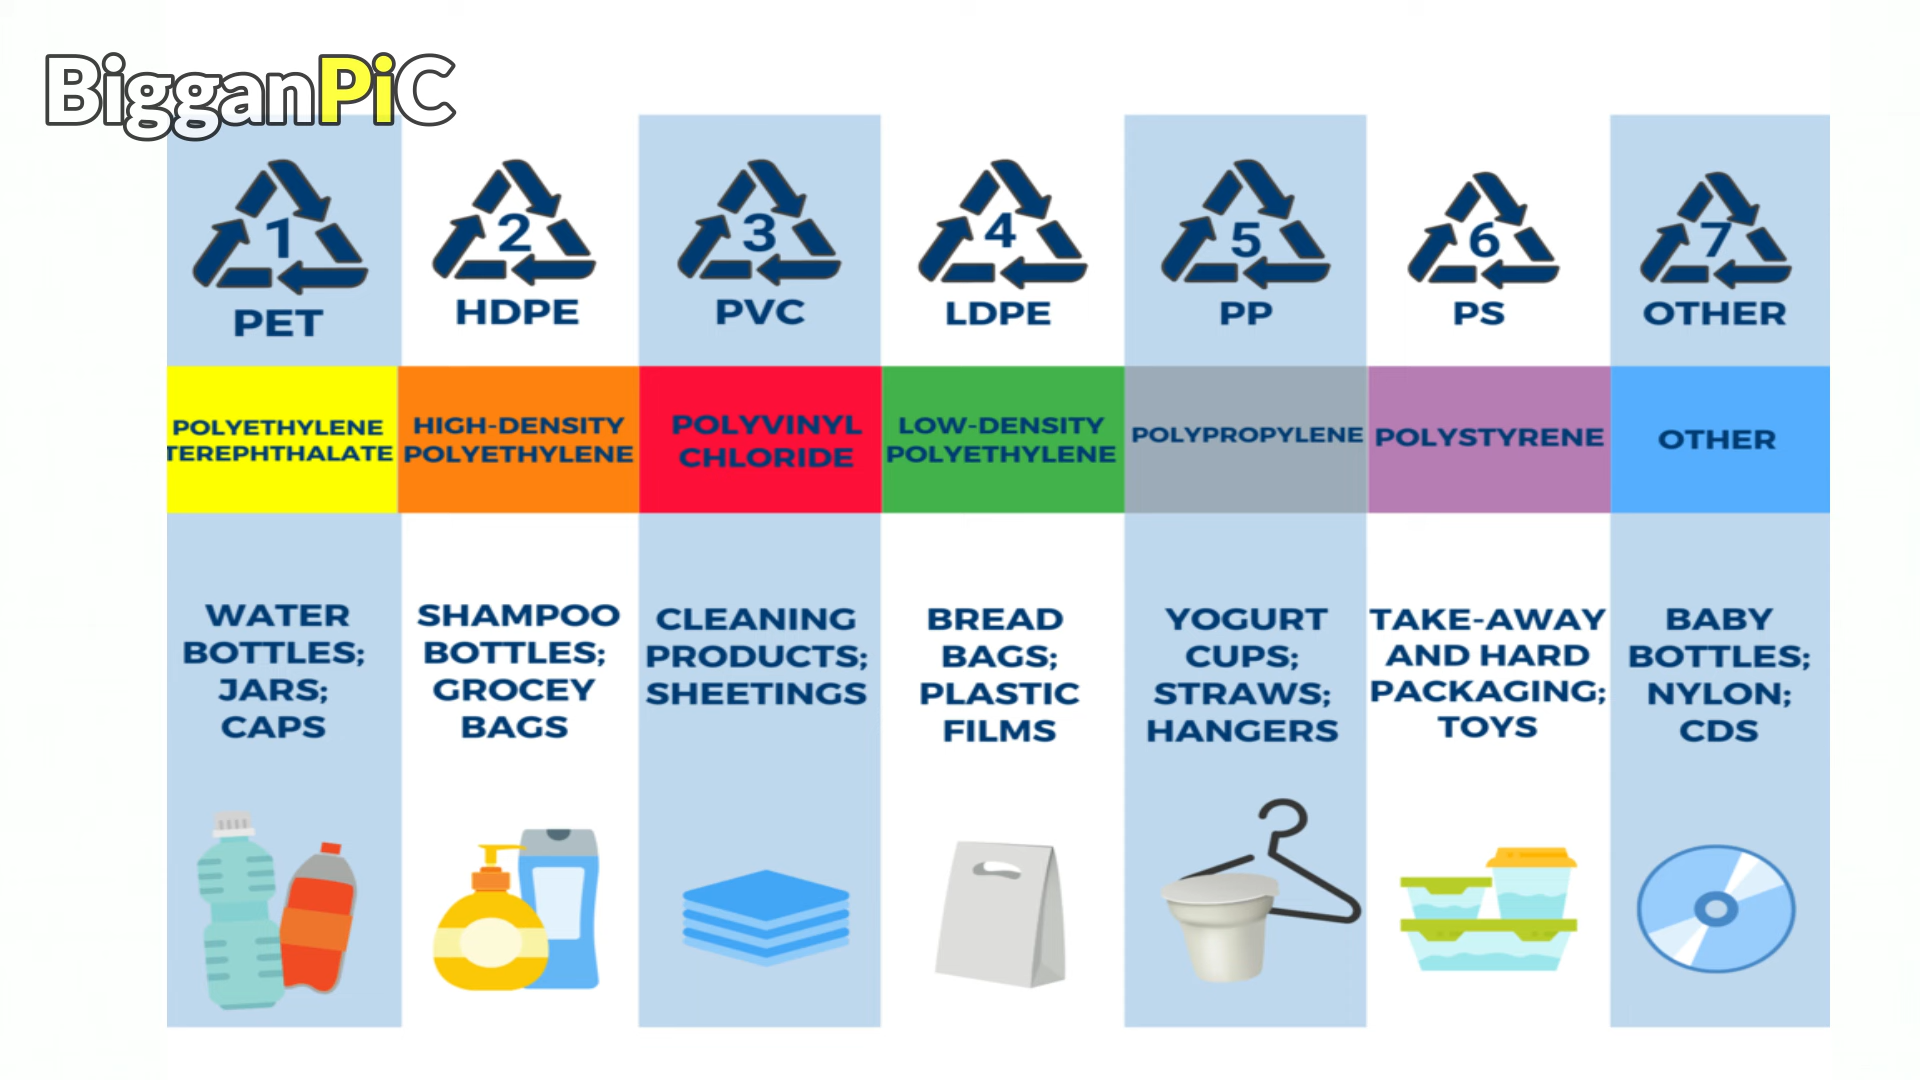 BigganPiC
1
PET
2
HDPE
3
PVC
4
LDPE
5
PP
6
PS
7
OTHER
POLYETHYLENE
TEREPHTHALATE
HIGH-DENSITY
POLYETHYLENE
POLYVINYL
CHLORIDE
LOW-DENSITY
POLYETHYLENE
POLYPROPYLENE
POLYSTYRENE
OTHER
WATER
BOTTLES;
JARS;
CAPS
SHAMPOO
BOTTLES;
GROCEY
BAGS
CLEANING
PRODUCTS;
SHEETINGS
BREAD
BAGS;
PLASTIC
FILMS
YOGURT
CUPS;
STRAWS;
HANGERS
TAKE-AWAY
AND HARD
PACKAGING;
TOYS
BABY
BOTTLES;
NYLON;
CDS